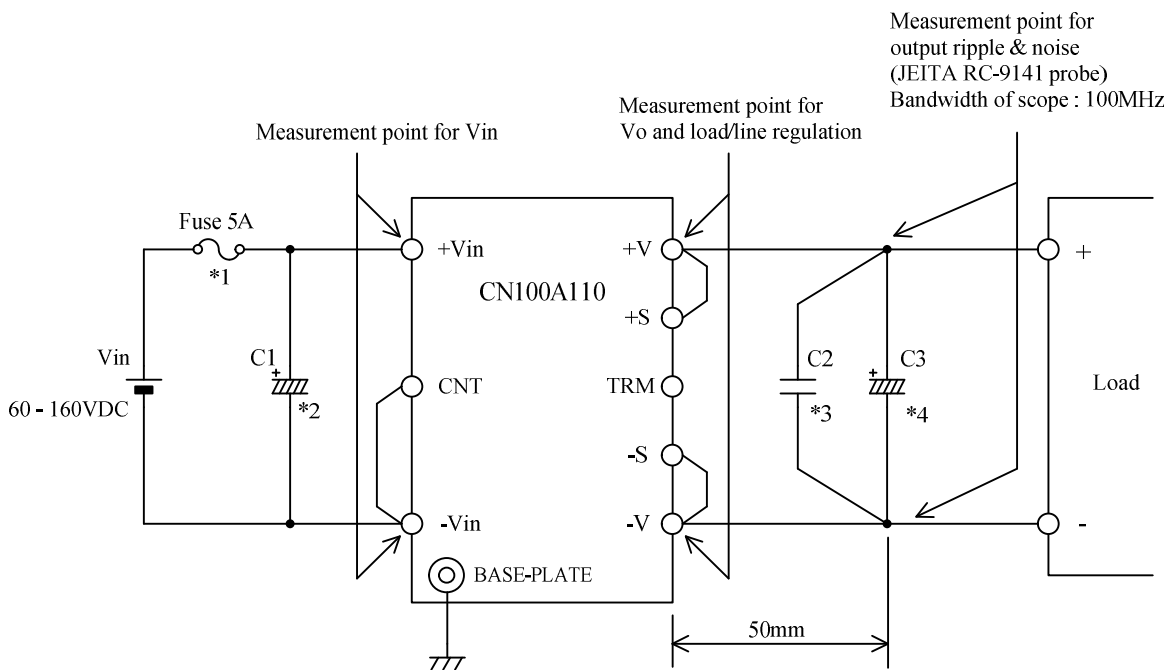 Measurement point for
output ripple & noise
(JEITA RC-9141 probe)
Bandwidth of scope : 100MHz
Measurement point for
Vo and load/line regulation
Measurement point for Vin
Fuse 5A
*1
+Vin
+V
+
CN100A110
+S
Vin
60 - 160VDC
C1
+
*2
CNT
TRM
C2
*3
C3
+
*4
Load
-S
-Vin
-V
-
BASE-PLATE
50mm